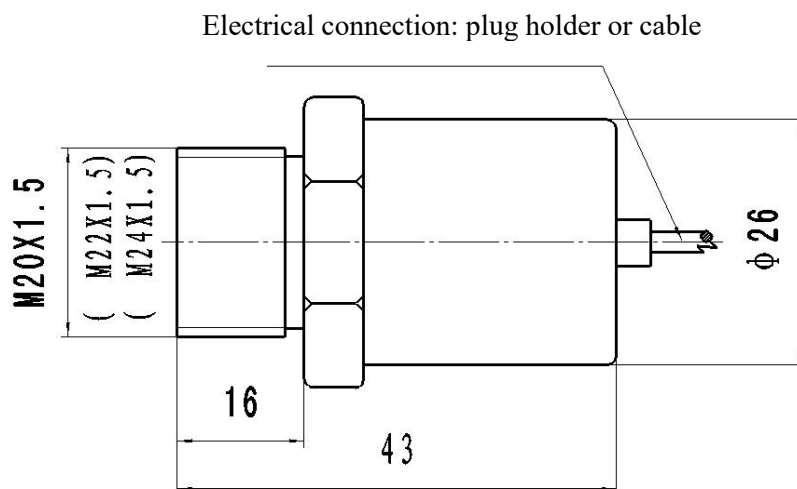 Electrical connection: plug holder or cable
M20X1.5
( M22X1.5)
( M24X1.5)
ϕ26
16
43